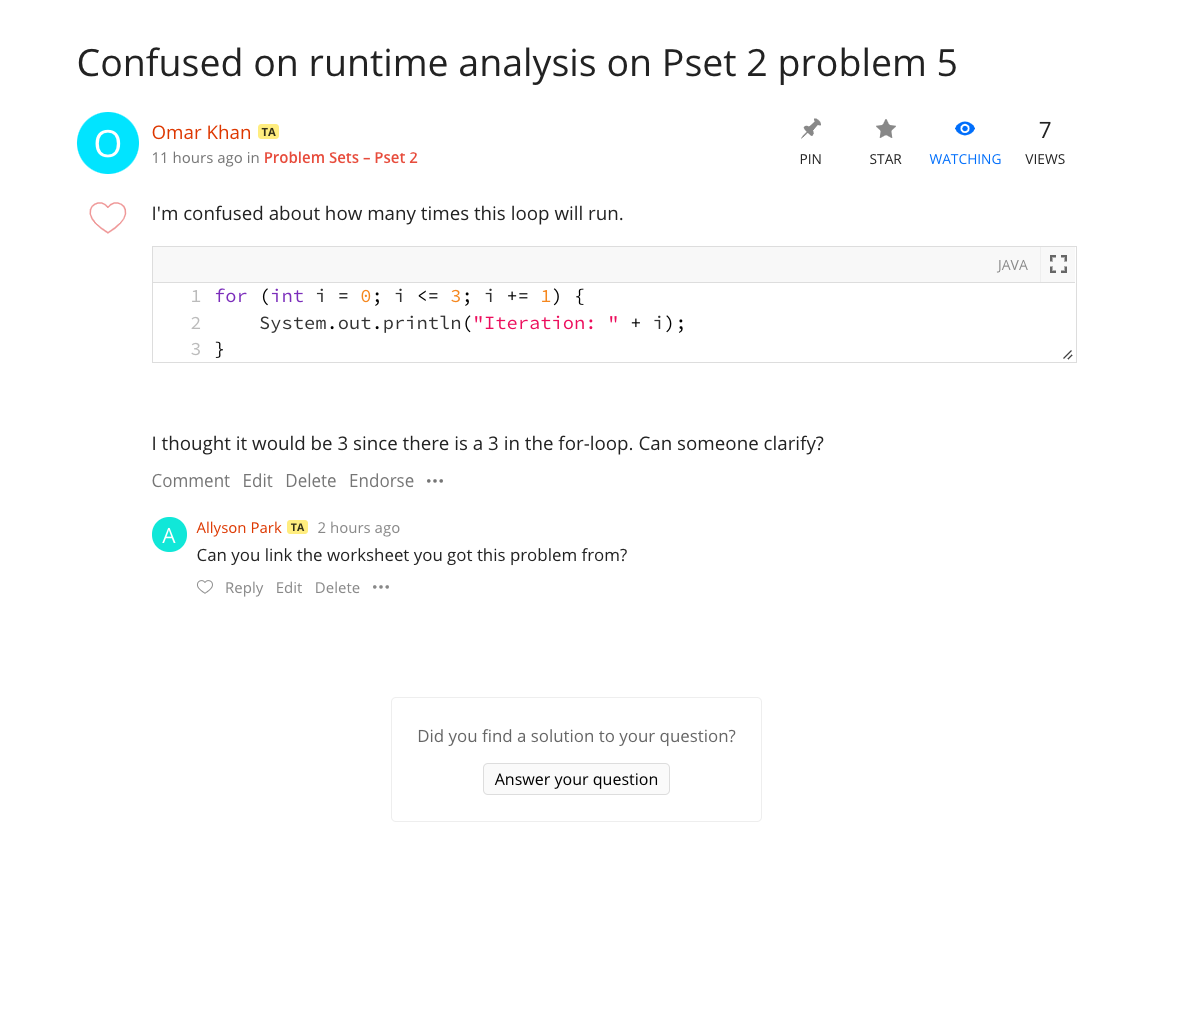 Confused on runtime analysis on Pset 2 problem 5
O
Omar Khan TA
11 hours ago in Problem Sets – Pset 2
PIN
STAR
WATCHING
7
VIEWS
I'm confused about how many times this loop will run.
JAVA
1 for (int i = 0; i <= 3; i += 1) {
2     System.out.println("Iteration: " + i);
3 }
I thought it would be 3 since there is a 3 in the for-loop. Can someone clarify?
Comment Edit Delete Endorse ···
A
Allyson Park TA 2 hours ago
Can you link the worksheet you got this problem from?
Reply Edit Delete ···
Did you find a solution to your question?
Answer your question